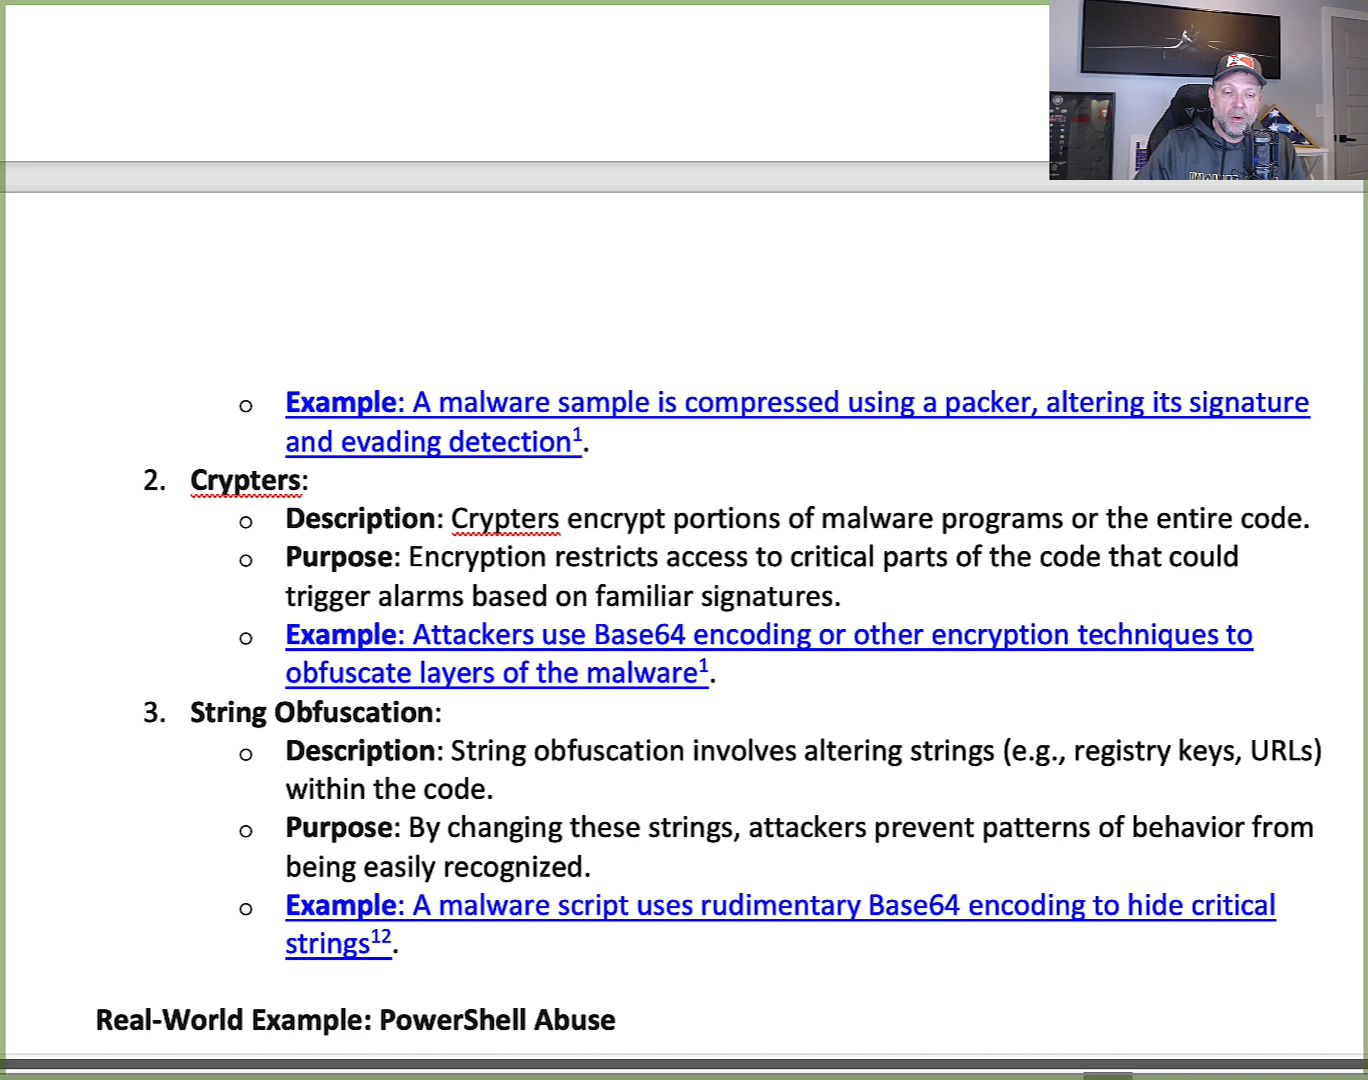 o Example: A malware sample is compressed using a packer, altering its signature
and evading detection¹.
2. Crypters:
o Description: Crypters encrypt portions of malware programs or the entire code.
o Purpose: Encryption restricts access to critical parts of the code that could
trigger alarms based on familiar signatures.
o Example: Attackers use Base64 encoding or other encryption techniques to
obfuscate layers of the malware¹.
3. String Obfuscation:
o Description: String obfuscation involves altering strings (e.g., registry keys, URLs)
within the code.
o Purpose: By changing these strings, attackers prevent patterns of behavior from
being easily recognized.
o Example: A malware script uses rudimentary Base64 encoding to hide critical
strings¹².
Real-World Example: PowerShell Abuse